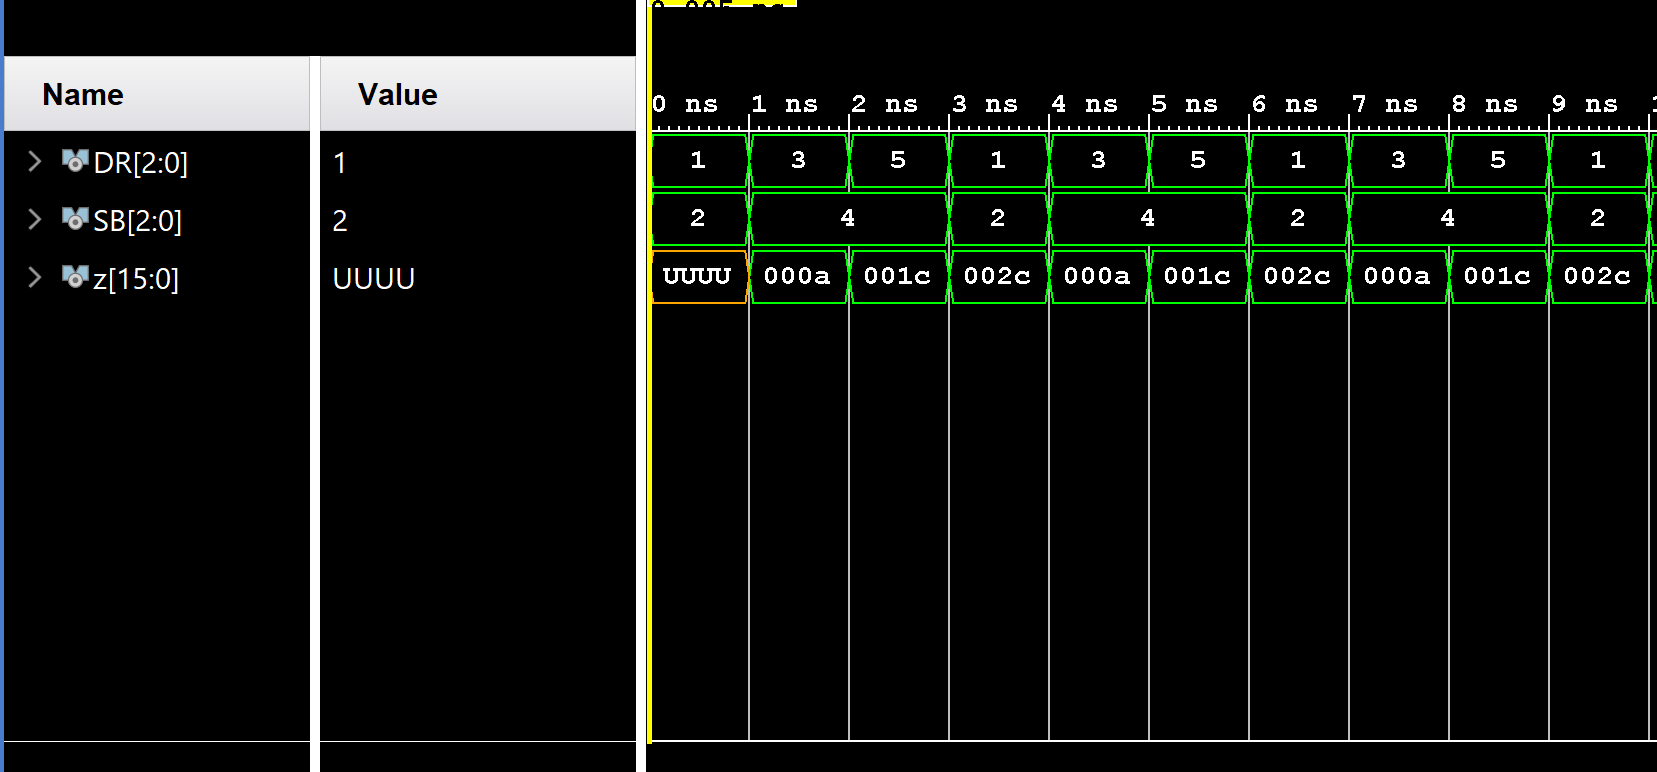 Name Value
0 ns 1 ns 2 ns 3 ns 4 ns 5 ns 6 ns 7 ns 8 ns 9 ns
DR[2:0] 1 1 3 5 1 3 5 1 3 5 1
SB[2:0] 2 2 4 2 4 2 4 2
z[15:0] UUUU UUUU 000a 001c 002c 000a 001c 002c 000a 001c 002c